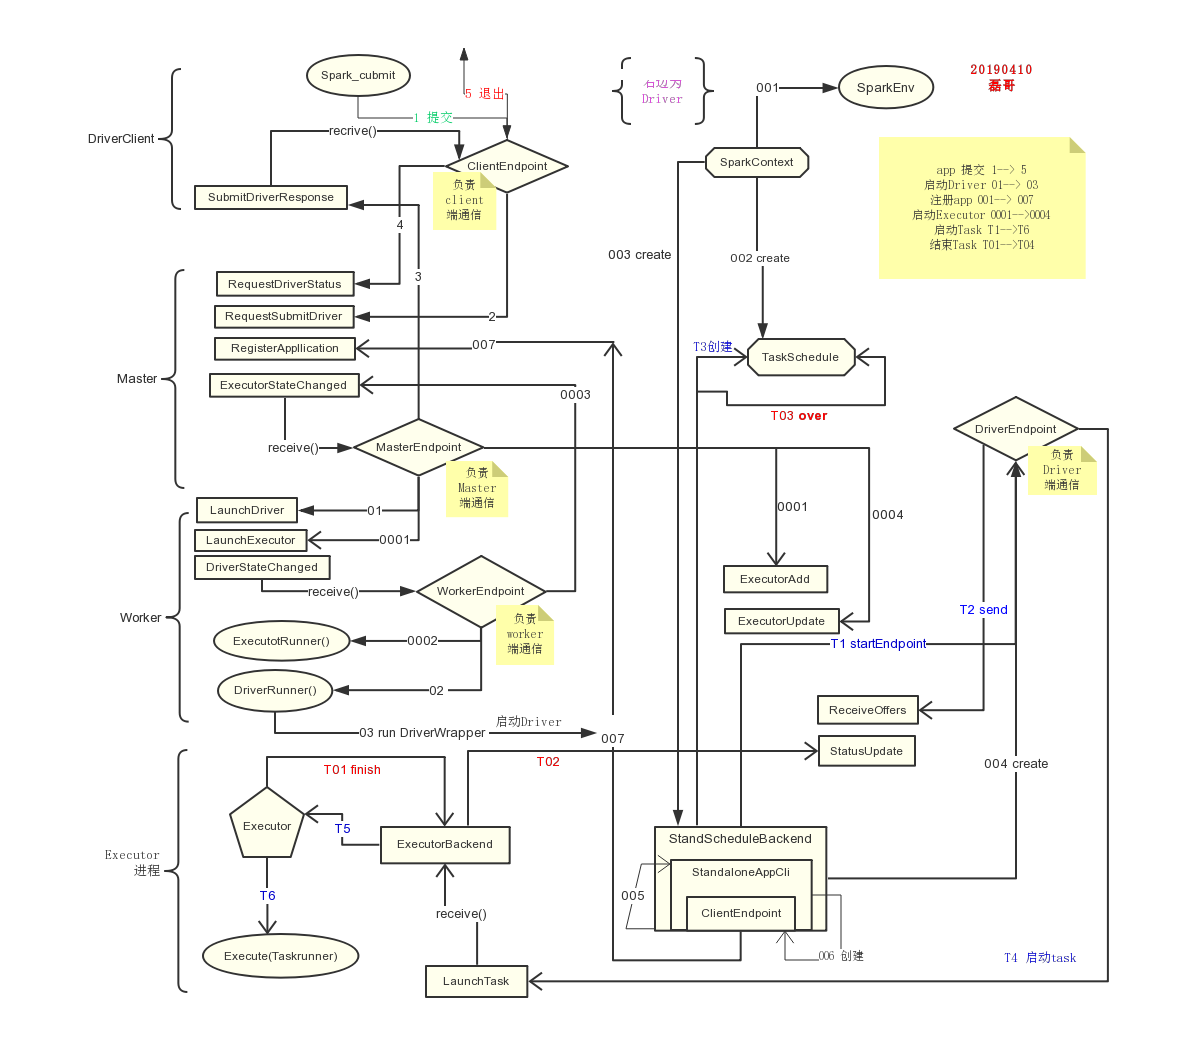 Spark_cubmit
5 退出
1 提交
recrive()
ClientEndpoint
DriverClient
SubmitDriverResponse
负责
client
端通信
右边为
Driver
001
SparkEnv
20190410
磊哥
SparkContext
app 提交 1--> 5
启动Driver 01--> 03
注册app 001--> 007
启动Executor 0001-->0004
启动Task T1-->T6
结束Task T01-->T04
4
3
2
003 create
002 create
RequestDriverStatus
RequestSubmitDriver
RegisterAppllication
007
ExecutorStateChanged
0003
Master
receive()
MasterEndpoint
负责
Master
端通信
T3创建
TaskSchedule
T03 over
DriverEndpoint
负责
Driver
端通信
LaunchDriver
01
LaunchExecutor
0001
DriverStateChanged
receive()
WorkerEndpoint
负责
worker
端通信
Worker
ExecutotRunner()
0002
DriverRunner()
02
03 run DriverWrapper
启动Driver
007
0001
0004
ExecutorAdd
ExecutorUpdate
T1 startEndpoint
T2 send
ReceiveOffers
StatusUpdate
004 create
T01 finish
T02
Executor
T5
ExecutorBackend
Executor
进程
T6
receive()
Execute(Taskrunner)
LaunchTask
StandScheduleBackend
StandaloneAppCli
ClientEndpoint
005
006 创建
T4 启动task